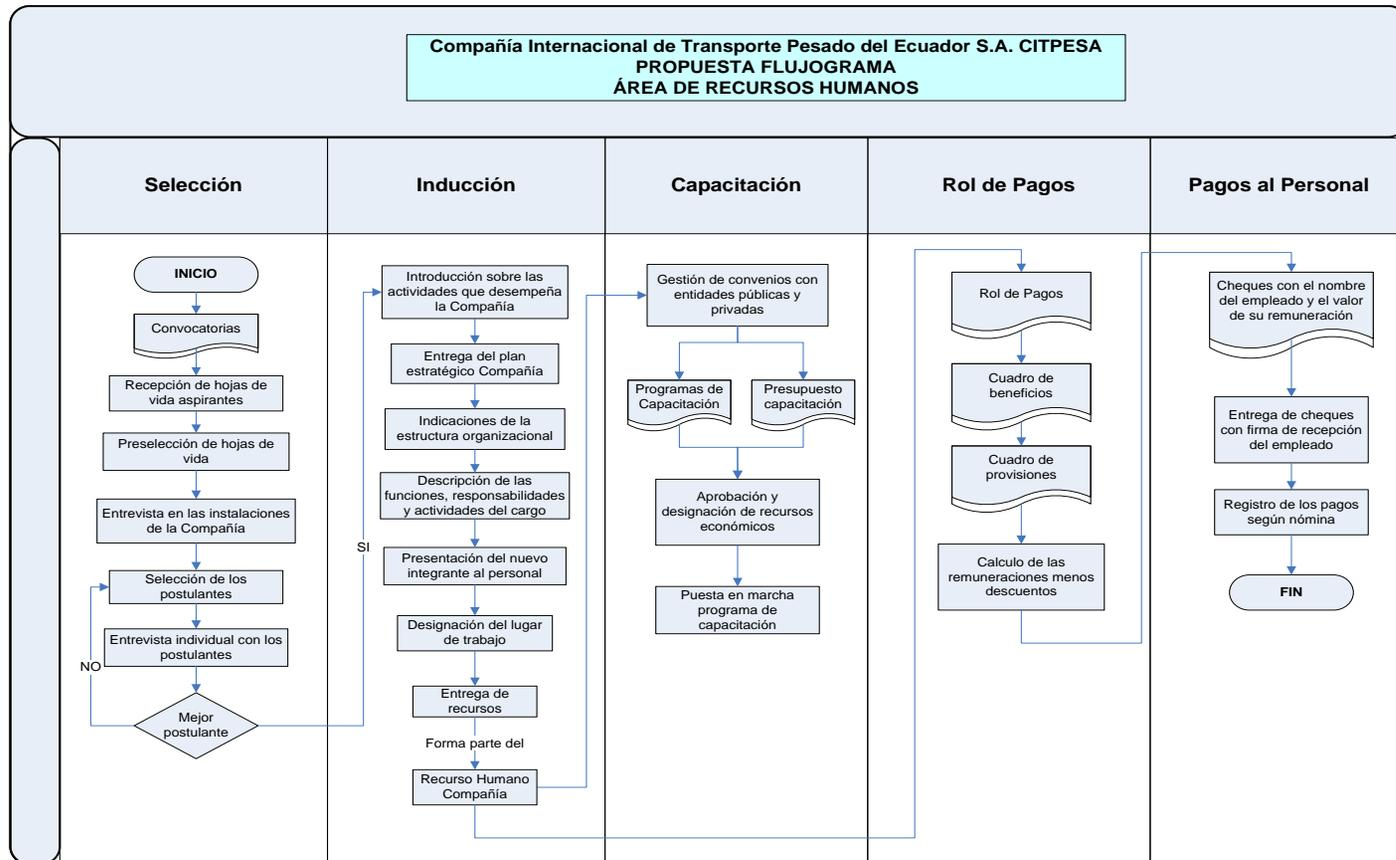 Compañía Internacional de Transporte Pesado del Ecuador S.A. CITPESA
PROPUESTA FLUJOGRAMA
ÁREA DE RECURSOS HUMANOS
Selección
Inducción
Capacitación
Rol de Pagos
Pagos al Personal
INICIO
Convocatorias
Recepción de hojas de
vida aspirantes
Preselección de hojas de
vida
Entrevista en las instalaciones
de la Compañía
Selección de los
postulantes
Entrevista individual con los
postulantes
NO
Mejor
postulante
SI
Introducción sobre las
actividades que desempeña
la Compañía
Entrega del plan
estratégico Compañía
Indicaciones de la
estructura organizacional
Descripción de las
funciones, responsabilidades
y actividades del cargo
Presentación del nuevo
integrante al personal
Designación del lugar
de trabajo
Entrega de
recursos
Forma parte del
Recurso Humano
Compañía
Gestión de convenios con
entidades públicas y
privadas
Programas de
Capacitación
Presupuesto
capacitación
Aprobación y
designación de recursos
económicos
Puesta en marcha
programa de
capacitación
Rol de Pagos
Cuadro de
beneficios
Cuadro de
provisiones
Calculo de las
remuneraciones menos
descuentos
Cheques con el nombre
del empleado y el valor
de su remuneración
Entrega de cheques
con firma de recepción
del empleado
Registro de los pagos
según nómina
FIN